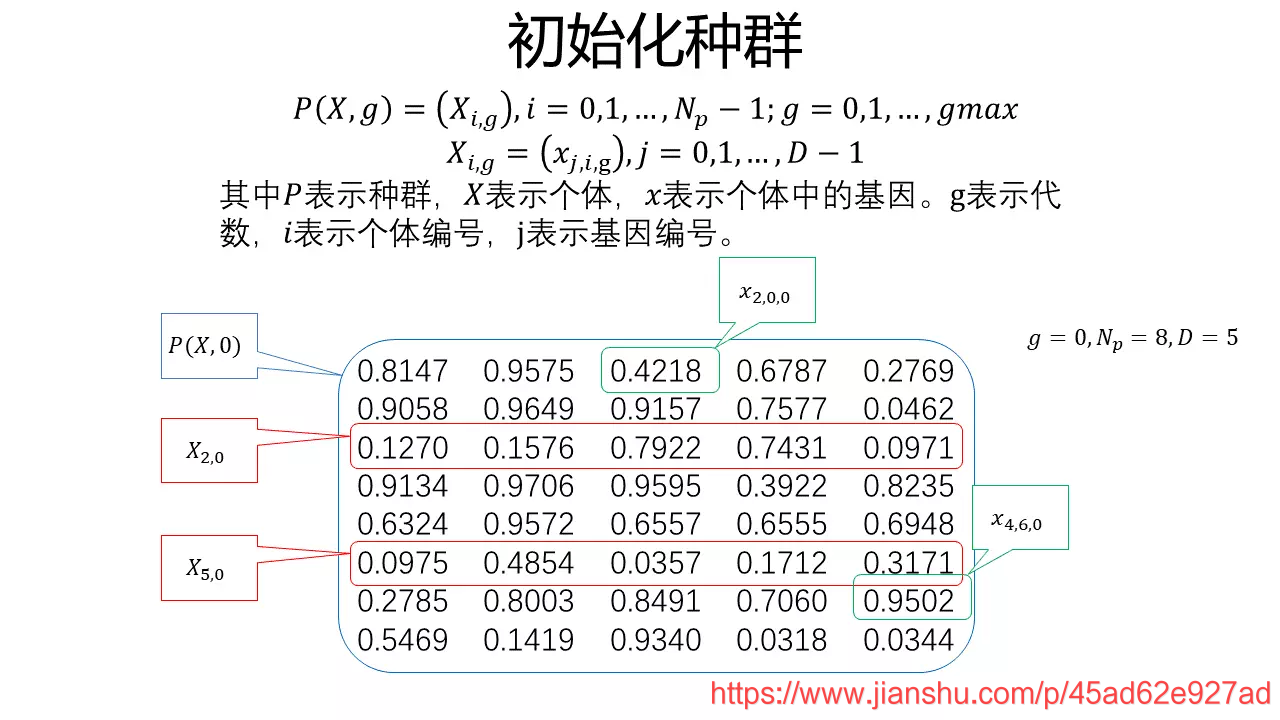 初始化种群
P(X,g) = (X_{i,g}), i = 0,1,…,N_p − 1; g = 0,1,…,gmax
X_{i,g} = (x_{j,i,g}), j = 0,1,…,D − 1
其中P表示种群，X表示个体，x表示个体中的基因。g表示代
数，i表示个体编号，j表示基因编号。
x_{2,0,0}
g = 0, N_p = 8, D = 5
P(X,0)
0.8147 0.9575 0.4218 0.6787 0.2769
0.9058 0.9649 0.9157 0.7577 0.0462
X_{2,0}
0.1270 0.1576 0.7922 0.7431 0.0971
0.9134 0.9706 0.9595 0.3922 0.8235
0.6324 0.9572 0.6557 0.6555 0.6948
x_{4,6,0}
X_{5,0}
0.0975 0.4854 0.0357 0.1712 0.3171
0.2785 0.8003 0.8491 0.7060 0.9502
0.5469 0.1419 0.9340 0.0318 0.0344
https://www.jianshu.com/p/45ad62e927ad